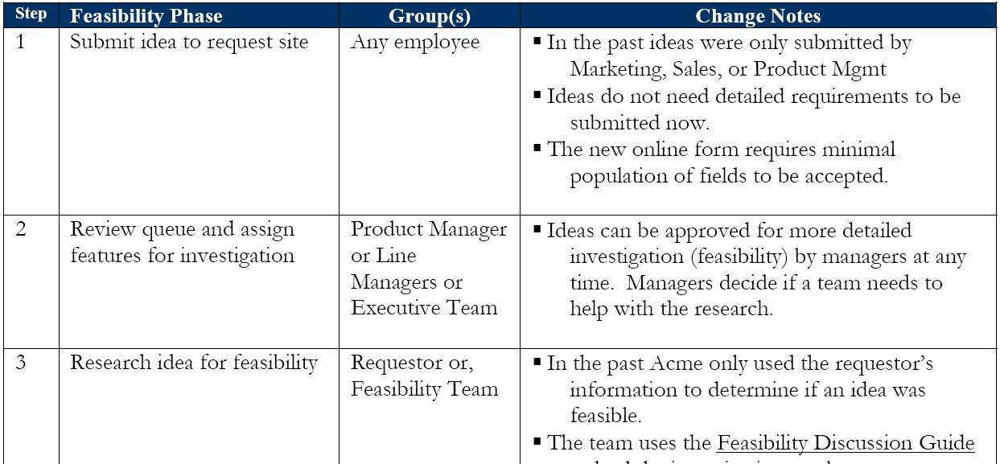 Step Feasibility Phase Group(s) Change Notes
1 Submit idea to request site Any employee ▪ In the past ideas were only submitted by
Marketing, Sales, or Product Mgmt
▪ Ideas do not need detailed requirements to be
submitted now.
▪ The new online form requires minimal
population of fields to be accepted.
2 Review queue and assign
features for investigation
Product Manager
or Line
Managers or
Executive Team
▪ Ideas can be approved for more detailed
investigation (feasibility) by managers at any
time.  Managers decide if a team needs to
help with the research.
3 Research idea for feasibility
Requestor or,
Feasibility Team
▪ In the past Acme only used the requestor’s
information to determine if an idea was
feasible.
▪ The team uses the Feasibility Discussion Guide